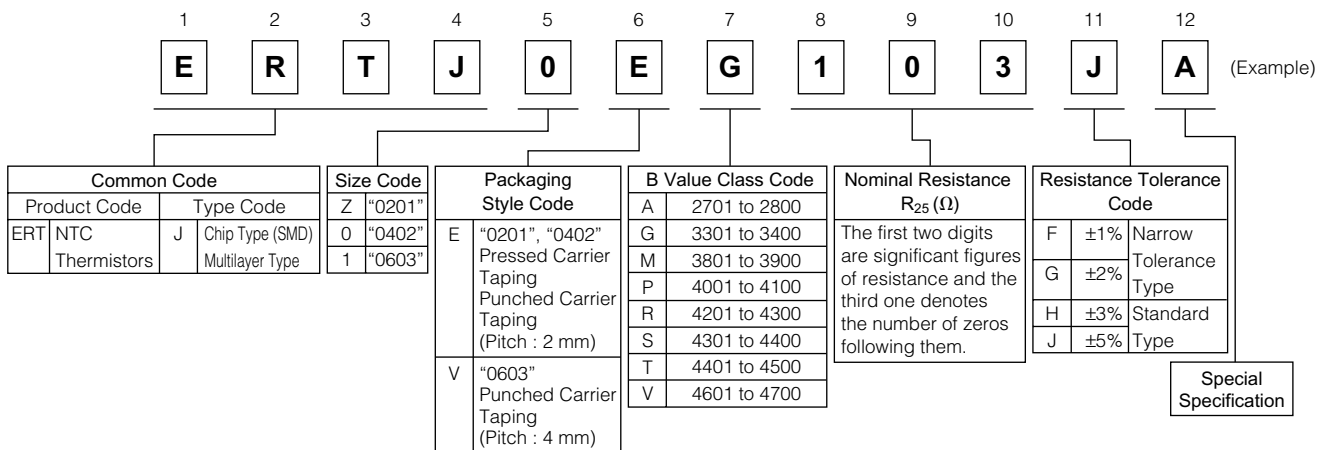 1 2 3 4 5 6 7 8 9 10 11 12
E R T J 0 E G 1 0 3 J A (Example)
Common Code
Product Code Type Code
ERT NTC Thermistors J Chip Type (SMD) Multilayer Type
Size Code
Z "0201"
0 "0402"
1 "0603"
Packaging
Style Code
E "0201", "0402"
Pressed Carrier
Taping
Punched Carrier
Taping
(Pitch : 2 mm)
V "0603"
Punched Carrier
Taping
(Pitch : 4 mm)
B Value Class Code
A 2701 to 2800
G 3301 to 3400
M 3801 to 3900
P 4001 to 4100
R 4201 to 4300
S 4301 to 4400
T 4401 to 4500
V 4601 to 4700
Nominal Resistance
R25 (Ω)
The first two digits
are significant figures
of resistance and the
third one denotes
the number of zeros
following them.
Resistance Tolerance
Code
F ±1% Narrow
Tolerance
G ±2% Type
H ±3% Standard
J ±5% Type
Special
Specification